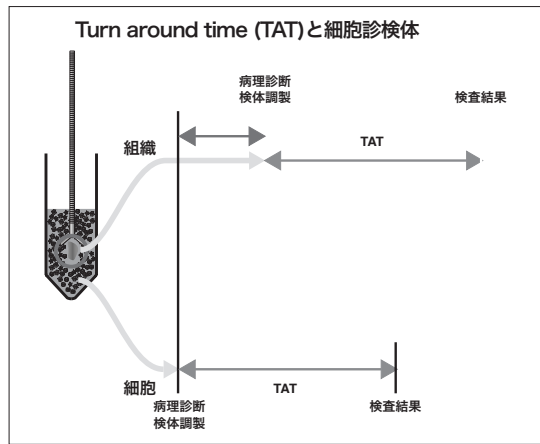 Turn around time (TAT)と細胞診検体
病理診断
検体調製
検査結果
組織
TAT
細胞
TAT
病理診断
検体調製
検査結果